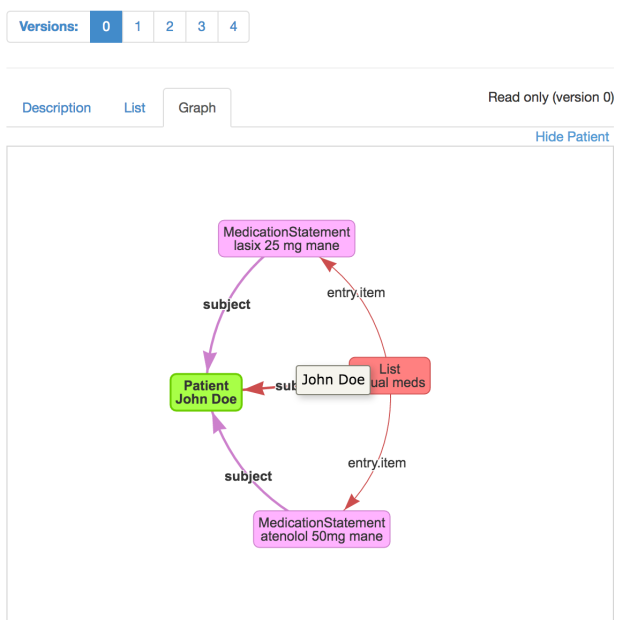 Versions: 0 1 2 3 4
Description List Graph
Read only (version 0)
Hide Patient
MedicationStatement
lasix 25 mg mane
entry.item
subject
List
meds
John Doe
Patient
John Doe
entry.item
subject
MedicationStatement
atenolol 50mg mane